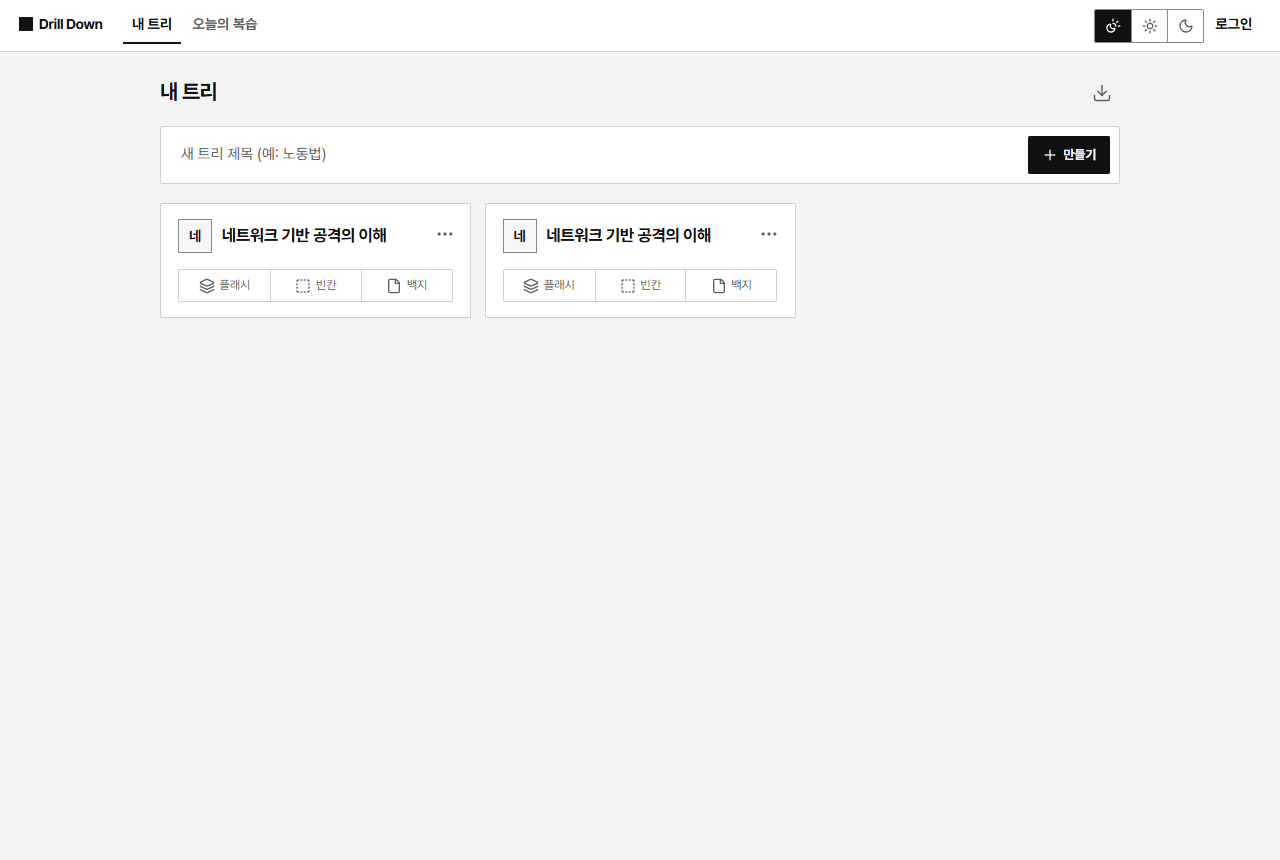 Drill Down 내 트리 오늘의 복습 로그인
내 트리
새 트리 제목 (예: 노동법) 만들기
네 네트워크 기반 공격의 이해 네 네트워크 기반 공격의 이해
플래시 빈칸 백지 플래시 빈칸 백지